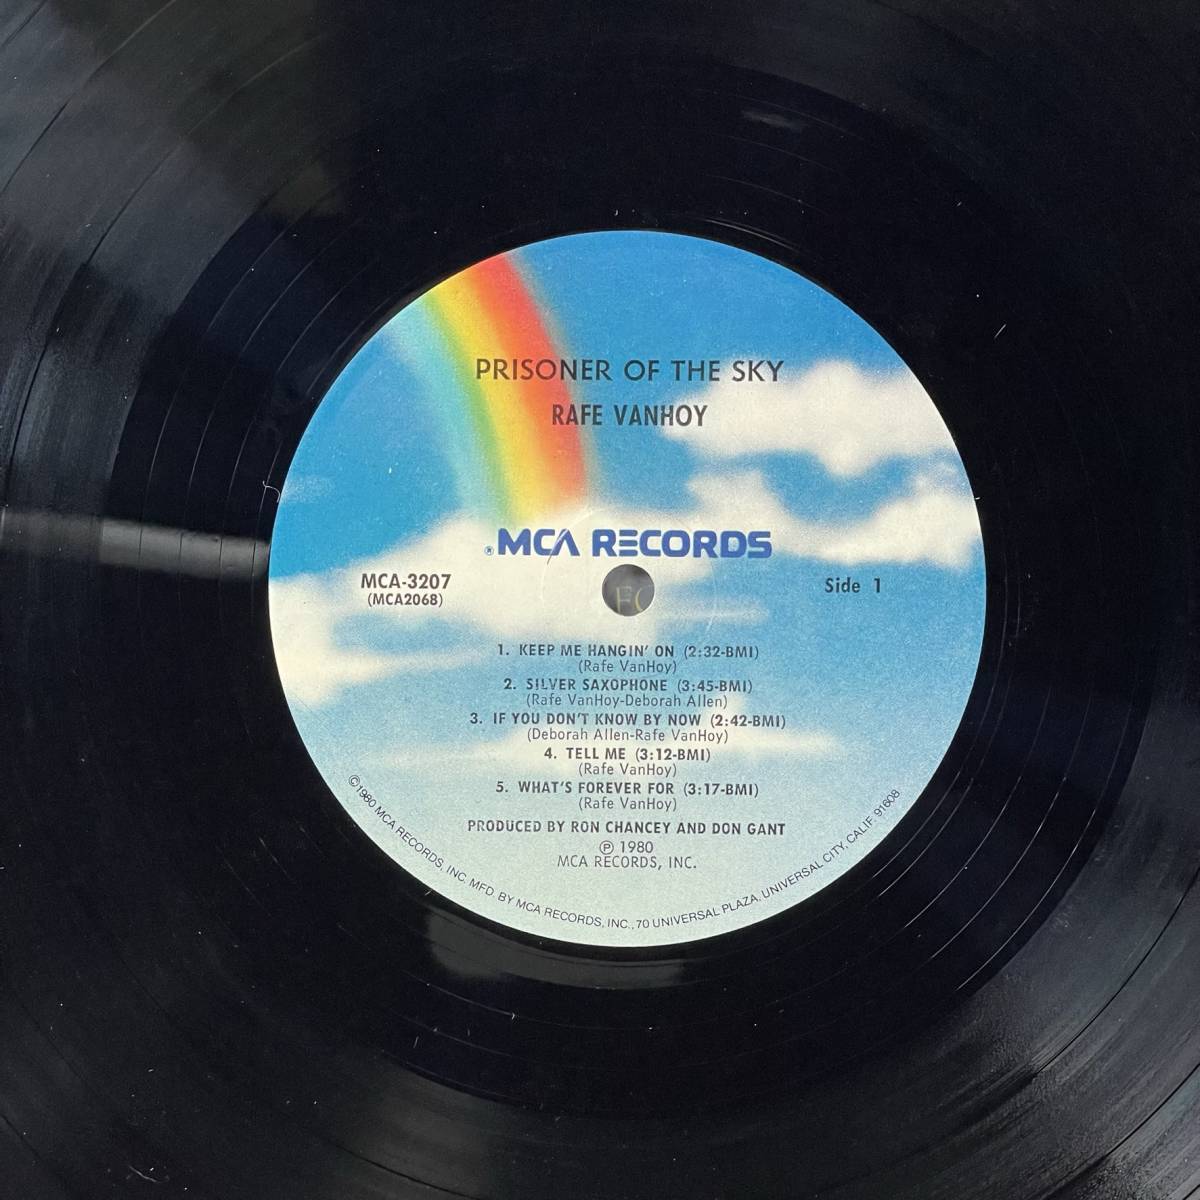 PRISONER OF THE SKY
RAFE VANHOY
®MCA RECORDS
MCA-3207
(MCA2068)
Side 1
1. KEEP ME HANGIN' ON (2:32-BMI)
(Rafe VanHoy)
2. SILVER SAXOPHONE (3:45-BMI)
(Rafe VanHoy-Deborah Allen)
3. IF YOU DON'T KNOW BY NOW (2:42-BMI)
(Deborah Allen-Rafe VanHoy)
4. TELL ME (3:12-BMI)
(Rafe VanHoy)
5. WHAT'S FOREVER FOR (3:17-BMI)
(Rafe VanHoy)
PRODUCED BY RON CHANCEY AND DON GANT
℗ 1980
MCA RECORDS, INC.
©1980 MCA RECORDS, INC. MFD. BY MCA RECORDS, INC., 70 UNIVERSAL PLAZA, UNIVERSAL CITY, CALIF. 91608